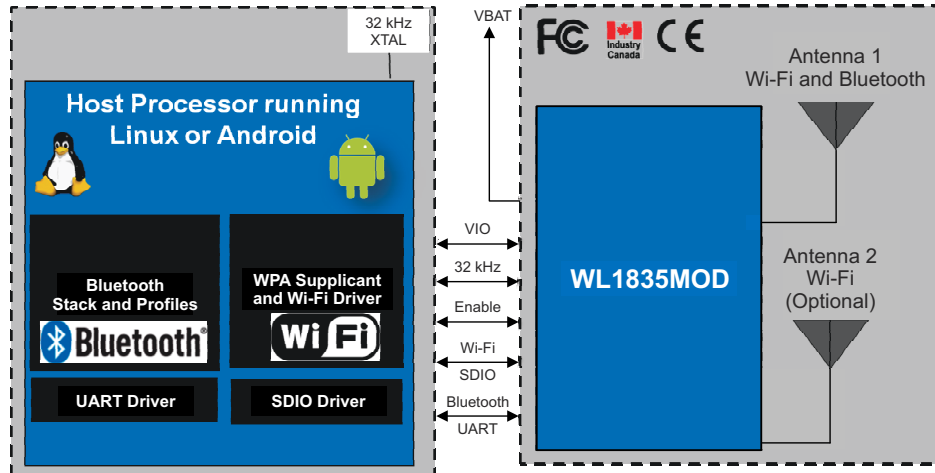 32 kHz
XTAL
Host Processor running
Linux or Android
Bluetooth
Stack and Profiles
Bluetooth®
WPA Supplicant
and Wi-Fi Driver
Wi Fi
UART Driver
SDIO Driver
VBAT
VIO
32 kHz
Enable
Wi-Fi
SDIO
Bluetooth
UART
FC
Industry
Canada
CE
WL1835MOD
Antenna 1
Wi-Fi and Bluetooth
Antenna 2
Wi-Fi
(Optional)